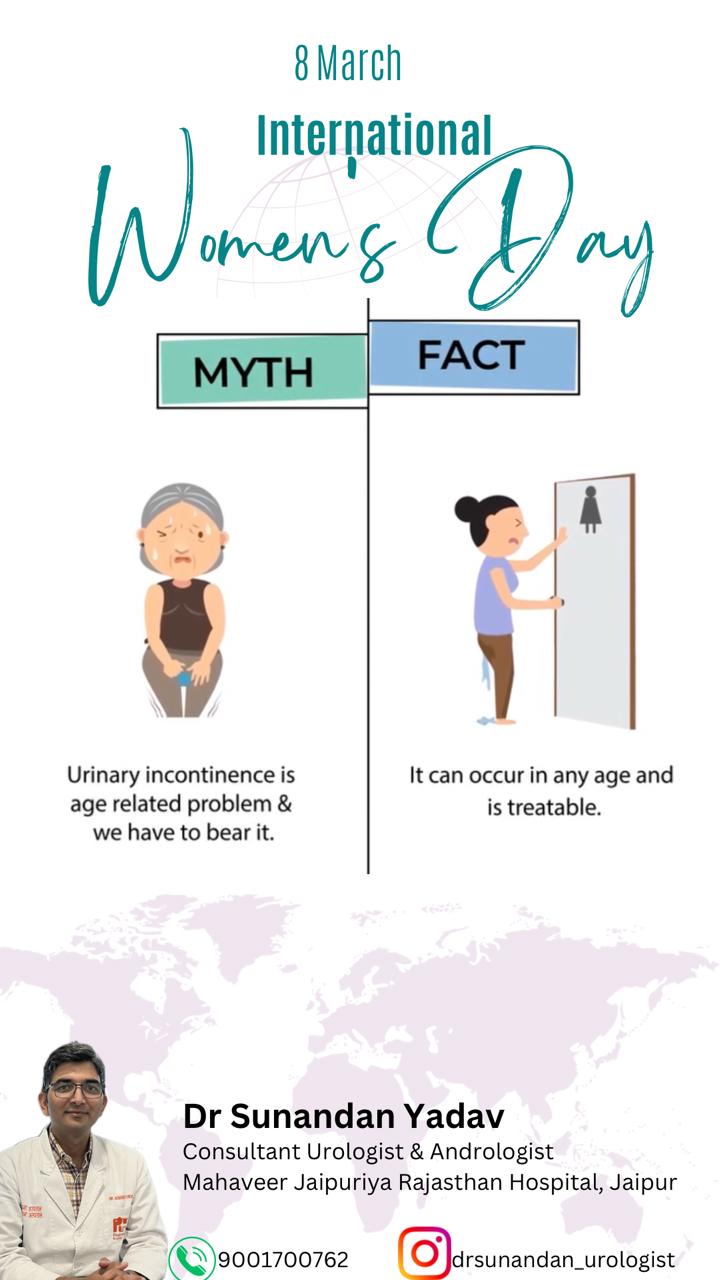 8 March
International
Women's Day
MYTH
FACT
Urinary incontinence is
age related problem &
we have to bear it.
It can occur in any age and
is treatable.
Dr Sunandan Yadav
Consultant Urologist & Andrologist
Mahaveer Jaipuriya Rajasthan Hospital, Jaipur
9001700762
drsunandan_urologist